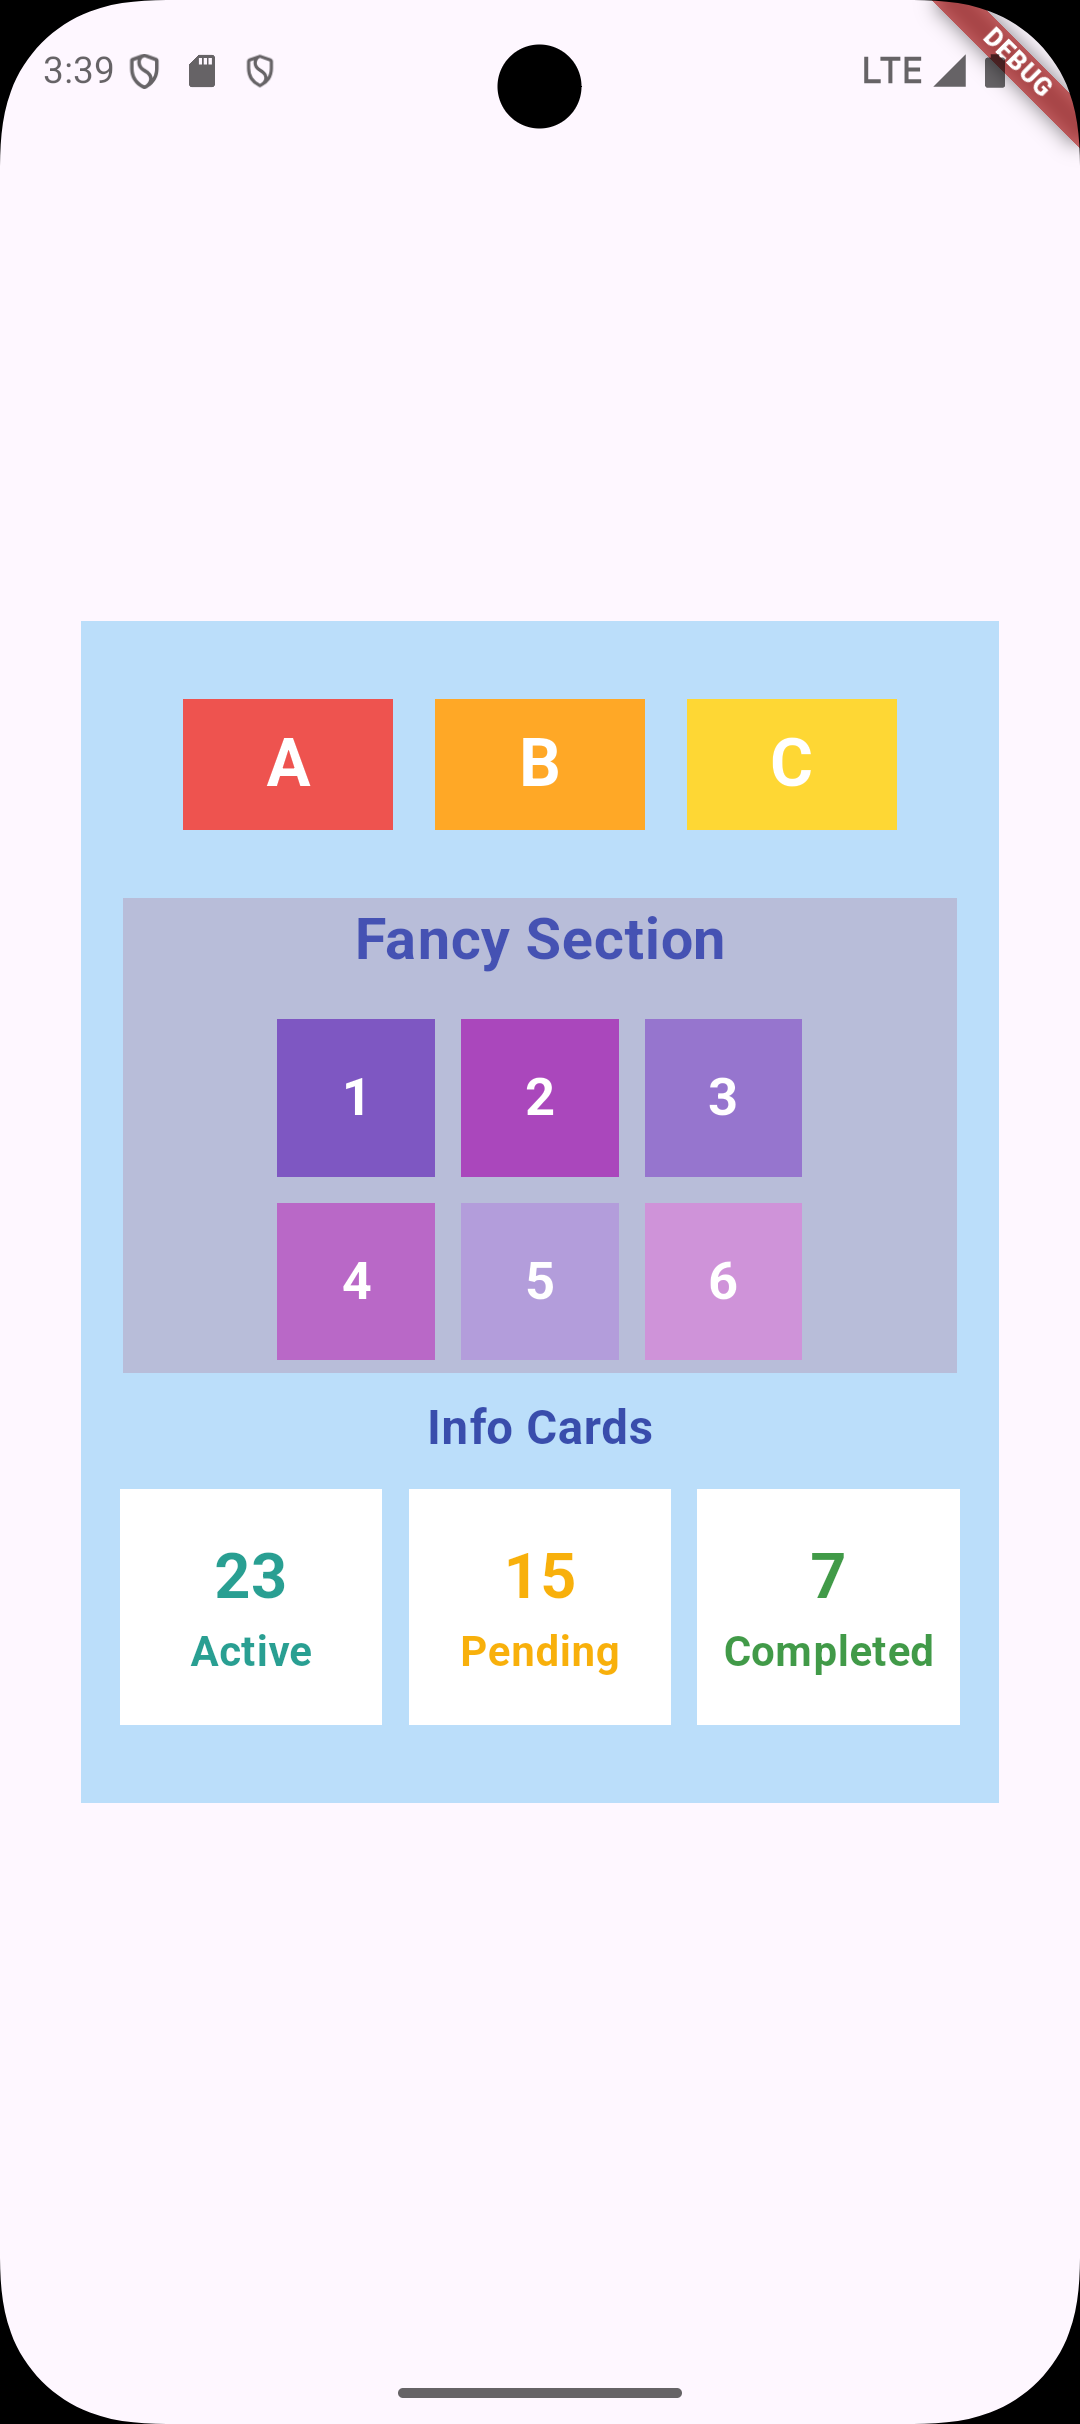 3:39 LTE
DEBUG
A B C
Fancy Section
1 2 3
4 5 6
Info Cards
23 15 7
Active Pending Completed